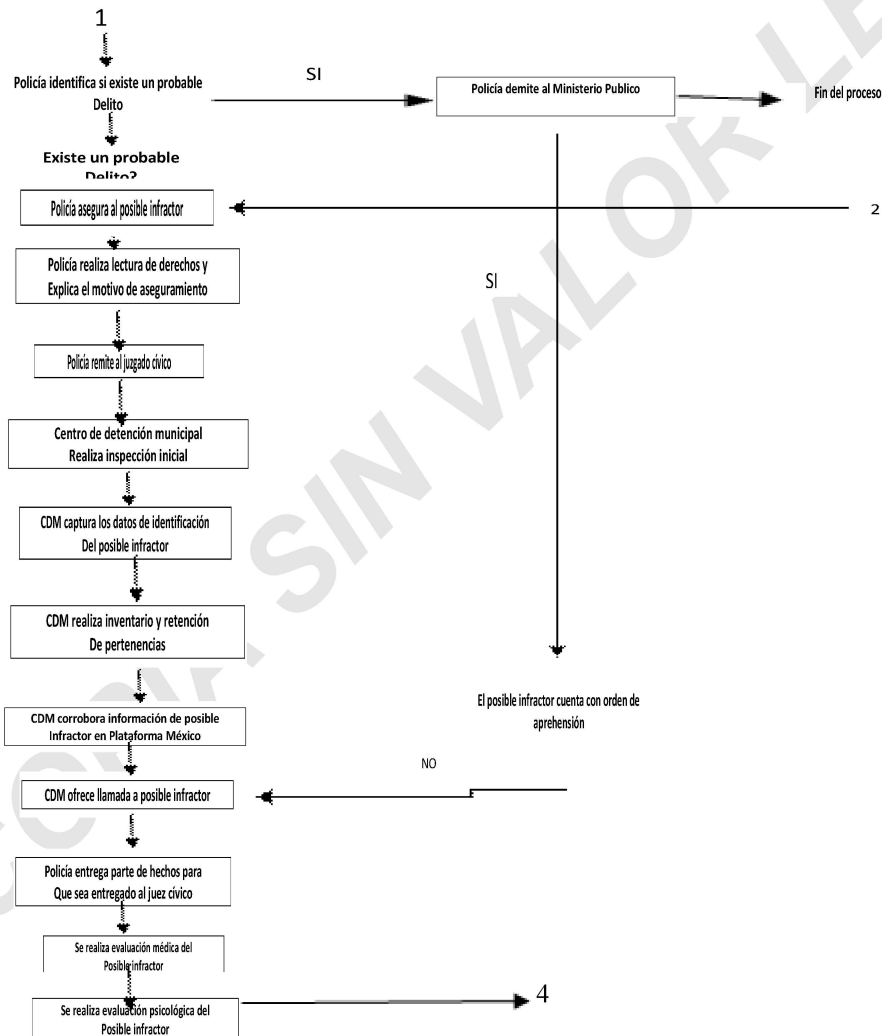 1
Policía identifica si existe un probable
Delito
SI
Policía demite al Ministerio Publico
Fin del proceso
Existe un probable
Delito?
Policía asegura al posible infractor
2
Policía realiza lectura de derechos y
Explica el motivo de aseguramiento
SI
Policía remite al juzgado cívico
Centro de detención municipal
Realiza inspección inicial
CDM captura los datos de identificación
Del posible infractor
CDM realiza inventario y retención
De pertenencias
El posible infractor cuenta con orden de
aprehensión
CDM corrobora información de posible
Infractor en Plataforma México
NO
CDM ofrece llamada a posible infractor
Policía entrega parte de hechos para
Que sea entregado al juez cívico
Se realiza evaluación médica del
Posible infractor
Se realiza evaluación psicológica del
Posible infractor
4
COPIA SIN VALOR LE